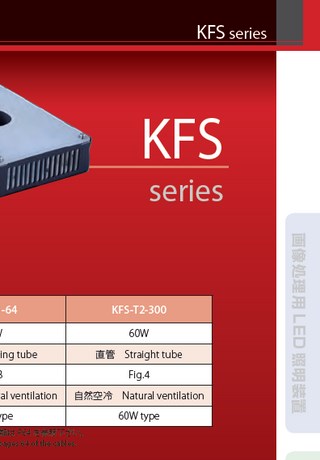 KFS series
KFS
series
-64 KFS-T2-300
60W
ing tube 直管 Straight tube
Fig.4
al ventilation 自然空冷 Natural ventilation
ype 60W type
画像処理用 LED 照明装置